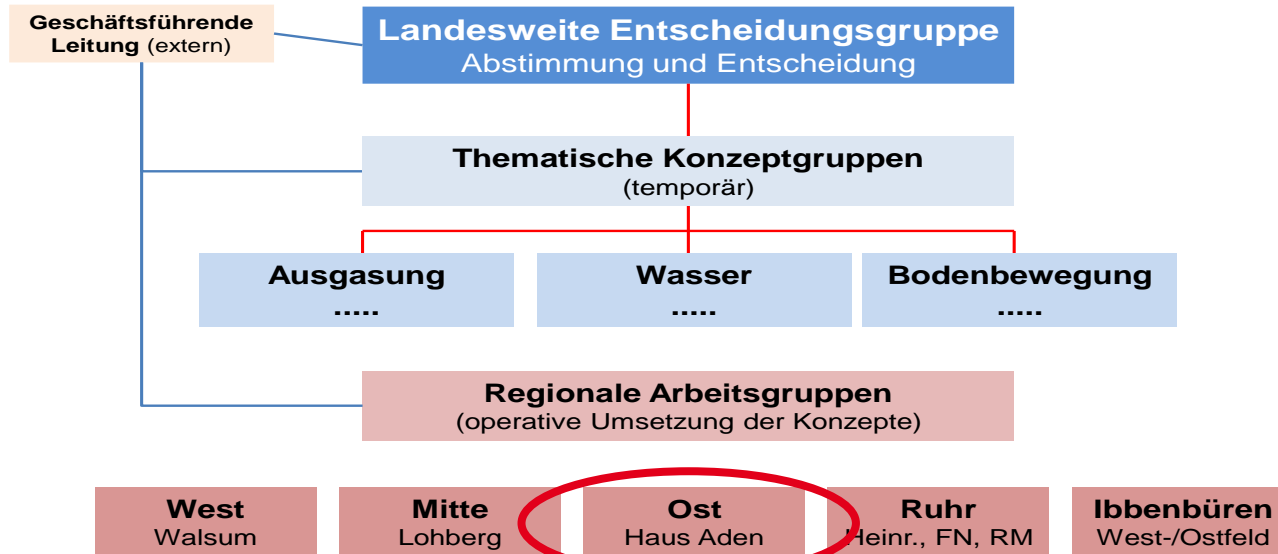 Geschäftsführende
Leitung (extern)
Landesweite Entscheidungsgruppe
Abstimmung und Entscheidung
Thematische Konzeptgruppen
(temporär)
Ausgasung
.....
Wasser
.....
Bodenbewegung
.....
Regionale Arbeitsgruppen
(operative Umsetzung der Konzepte)
West
Walsum
Mitte
Lohberg
Ost
Haus Aden
Ruhr
Heinr., FN, RM
Ibbenbüren
West-/Ostfeld